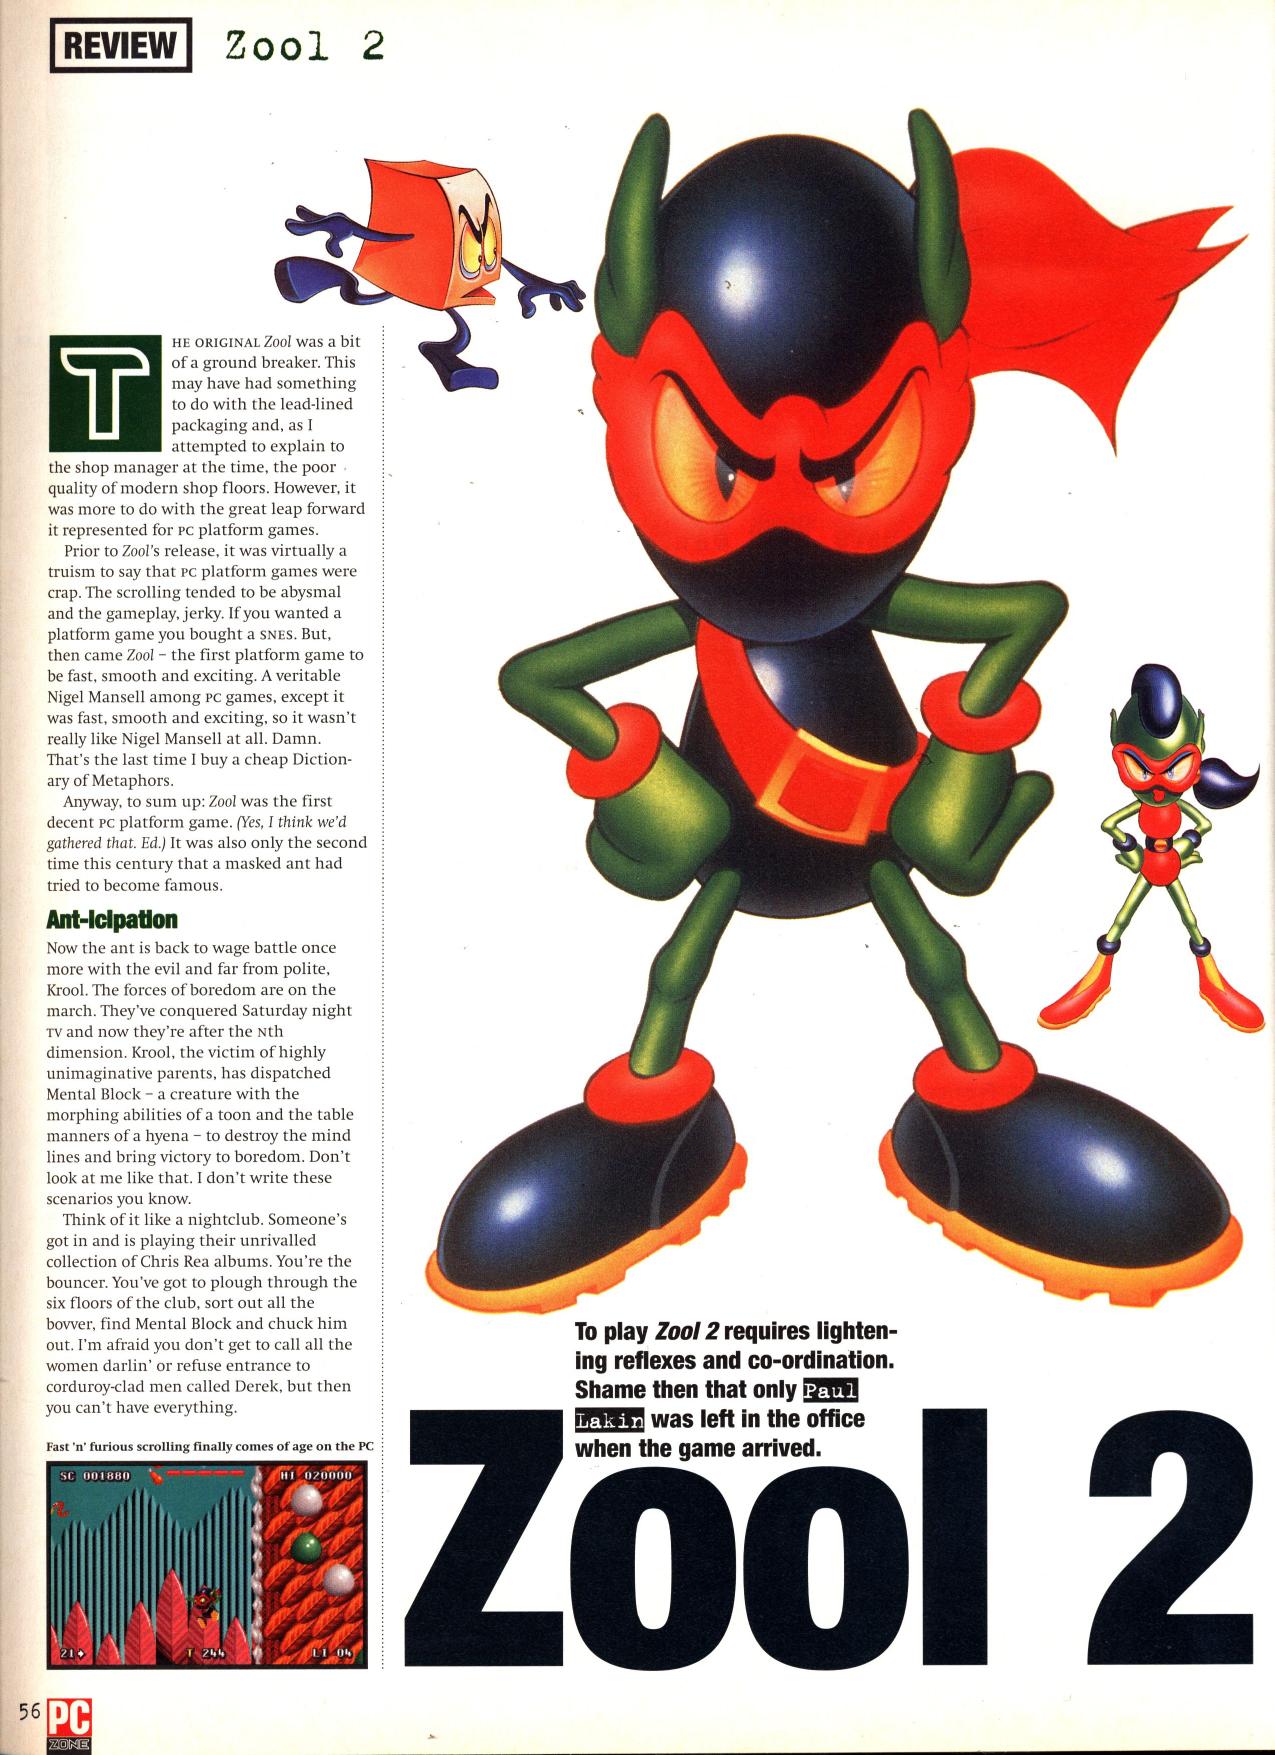 REVIEW Zool 2
THE ORIGINAL Zool was a bit
of a ground breaker. This
may have had something
to do with the lead-lined
packaging and, as I
attempted to explain to
the shop manager at the time, the poor
quality of modern shop floors. However, it
was more to do with the great leap forward
it represented for PC platform games.
Prior to Zool's release, it was virtually a
truism to say that PC platform games were
crap. The scrolling tended to be abysmal
and the gameplay, jerky. If you wanted a
platform game you bought a SNES. But,
then came Zool – the first platform game to
be fast, smooth and exciting. A veritable
Nigel Mansell among PC games, except it
was fast, smooth and exciting, so it wasn't
really like Nigel Mansell at all. Damn.
That's the last time I buy a cheap Diction-
ary of Metaphors.
Anyway, to sum up: Zool was the first
decent PC platform game. (Yes, I think we'd
gathered that. Ed.) It was also only the second
time this century that a masked ant had
tried to become famous.
Ant-icipation
Now the ant is back to wage battle once
more with the evil and far from polite,
Krool. The forces of boredom are on the
march. They've conquered Saturday night
TV and now they're after the Nth
dimension. Krool, the victim of highly
unimaginative parents, has dispatched
Mental Block – a creature with the
morphing abilities of a toon and the table
manners of a hyena – to destroy the mind
lines and bring victory to boredom. Don't
look at me like that. I don't write these
scenarios you know.
Think of it like a nightclub. Someone's
got in and is playing their unrivalled
collection of Chris Rea albums. You're the
bouncer. You've got to plough through the
six floors of the club, sort out all the
bovver, find Mental Block and chuck him
out. I'm afraid you don't get to call all the
women darlin' or refuse entrance to
corduroy-clad men called Derek, but then
you can't have everything.
Fast 'n' furious scrolling finally comes of age on the PC
SC 001880 HI 020000
21 T 244 LI 04
To play Zool 2 requires lighten-
ing reflexes and co-ordination.
Shame then that only Paul
Lakin was left in the office
when the game arrived.
Zool 2
56 PC
ZONE